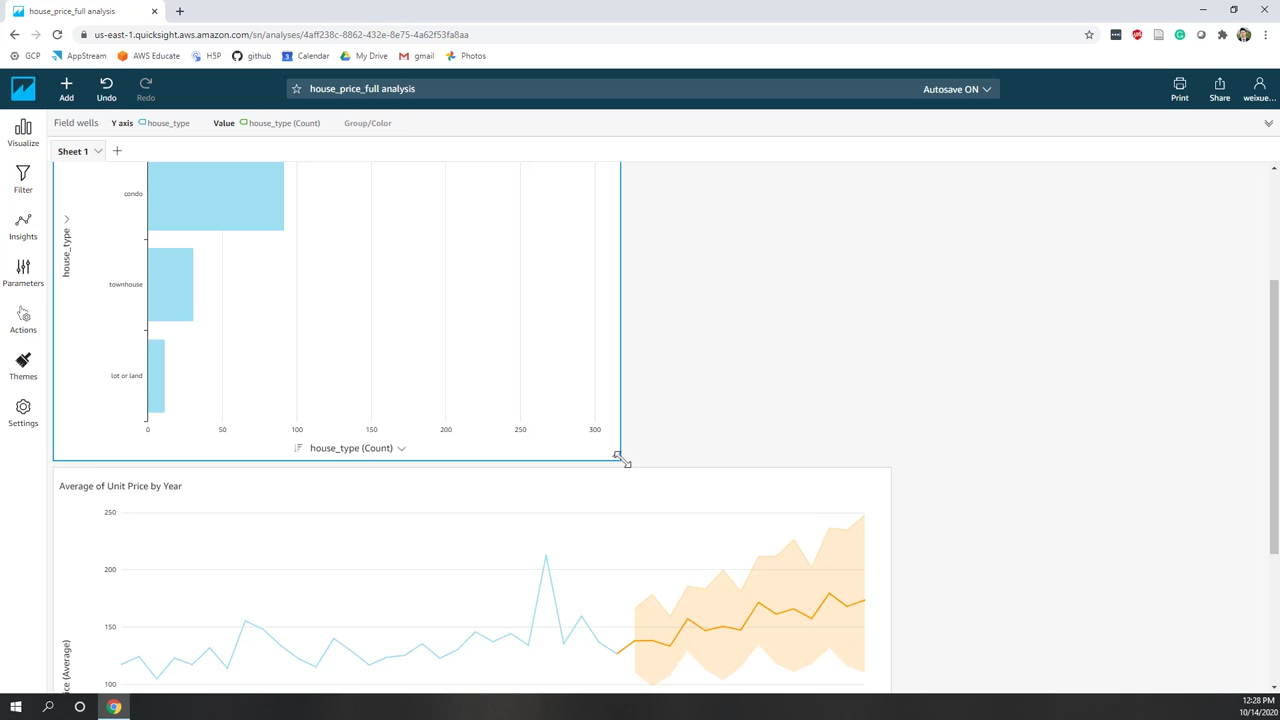 house_price_full analysis
us-east-1.quicksight.aws.amazon.com/sn/analyses/4aff238c-8862-432e-8e75-4a62f53fa8aa
GCP AppStream AWS Educate H5P github Calendar My Drive gmail Photos
Add Undo Redo house_price_full analysis Autosave ON Print Share weixue...
Field wells Y axis house_type Value house_type (Count) Group/Color
Visualize
Sheet 1
Filter
Insights
Parameters
Actions
Themes
Settings
house_type
condo
townhouse
lot or land
0 50 100 150 200 250 300
house_type (Count)
Average of Unit Price by Year
250
200
150
100
ice (Average)
12:28 PM
10/14/2020